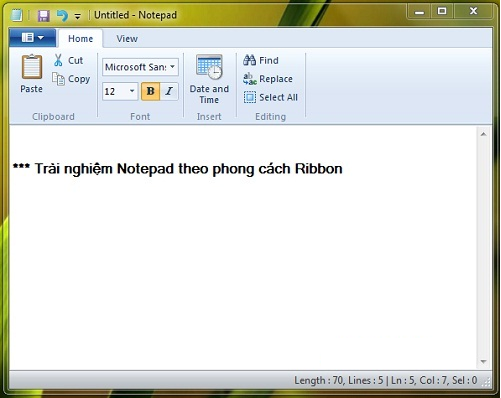 Untitled - Notepad
Home View
Paste
Cut
Copy
Clipboard
Microsoft San:
12 B I
Font
Date and
Time
Insert
Find
Replace
Select All
Editing
*** Trải nghiệm Notepad theo phong cách Ribbon
Length : 70, Lines : 5 | Ln : 5, Col : 7, Sel : 0